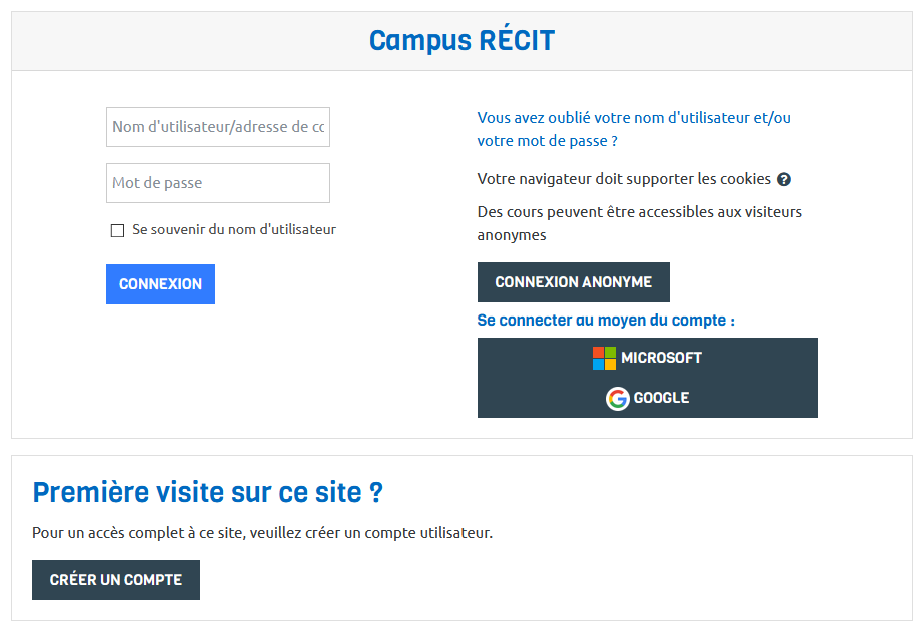 Campus RÉCIT
Nom d'utilisateur/adresse de cc
Mot de passe
Se souvenir du nom d'utilisateur
CONNEXION
Vous avez oublié votre nom d'utilisateur et/ou
votre mot de passe ?
Votre navigateur doit supporter les cookies ?
Des cours peuvent être accessibles aux visiteurs
anonymes
CONNEXION ANONYME
Se connecter au moyen du compte :
MICROSOFT
G GOOGLE
Première visite sur ce site ?
Pour un accès complet à ce site, veuillez créer un compte utilisateur.
CRÉER UN COMPTE